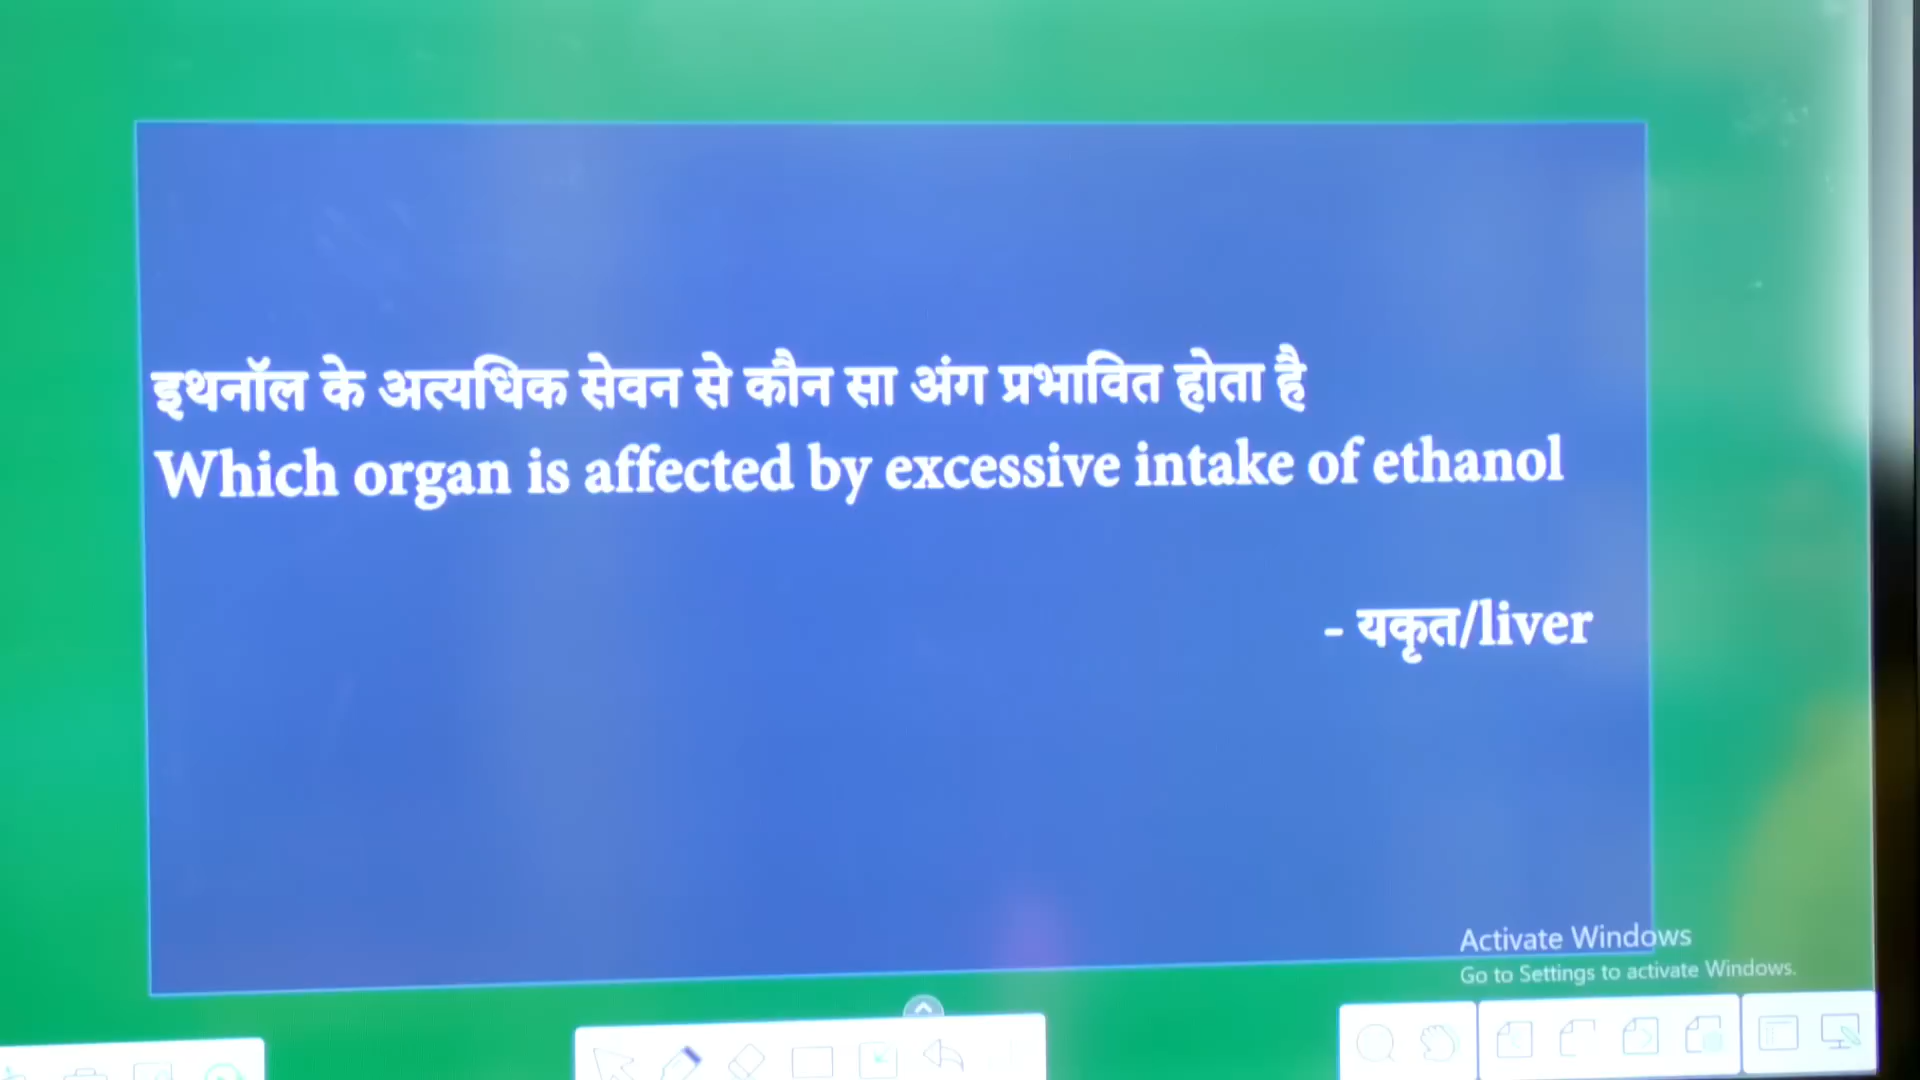 इथनॉल के अत्यधिक सेवन से कौन सा अंग प्रभावित होता है
Which organ is affected by excessive intake of ethanol
- यकृत/liver
Activate Windows
Go to Settings to activate Windows.